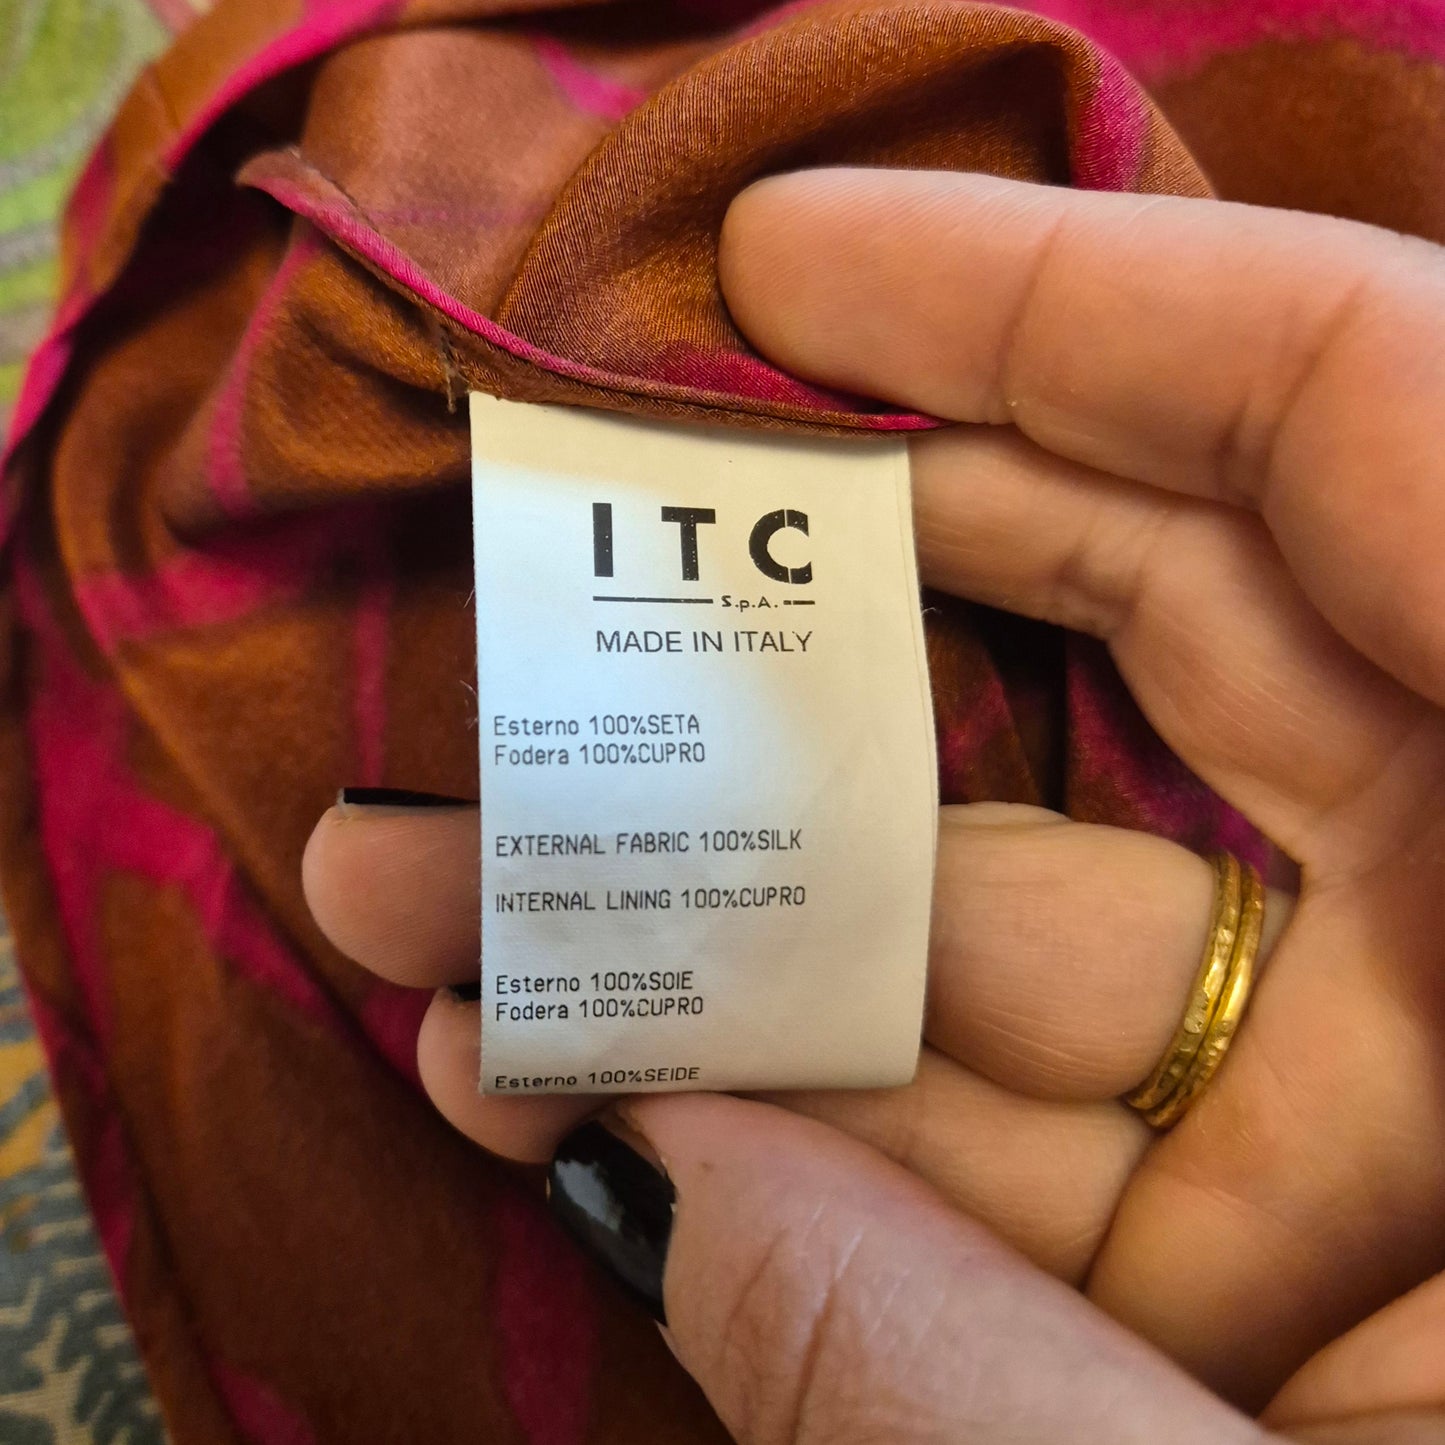 ITC
S.p.A.
MADE IN ITALY
Esterno 100%SETA
Fodera 100%CUPRO
EXTERNAL FABRIC 100%SILK
INTERNAL LINING 100%CUPRO
Esterno 100%SOIE
Fodera 100%CUPRO
Esterno 100%SEIDE